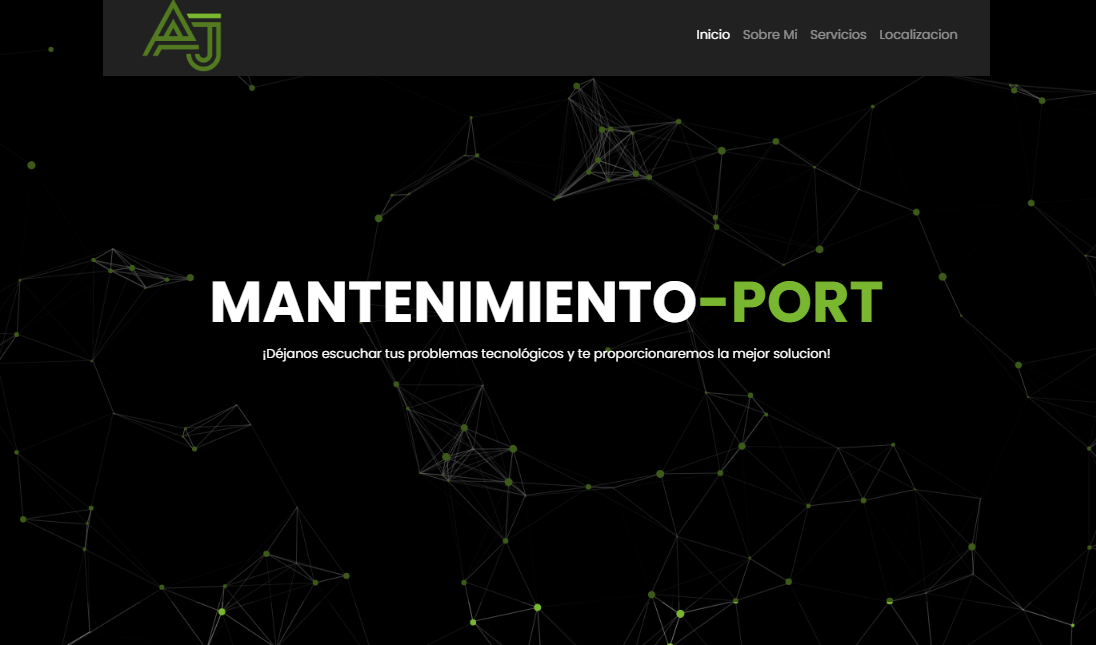 AJ
Inicio Sobre Mi Servicios Localizacion
MANTENIMIENTO-PORT
¡Déjanos escuchar tus problemas tecnológicos y te proporcionaremos la mejor solucion!